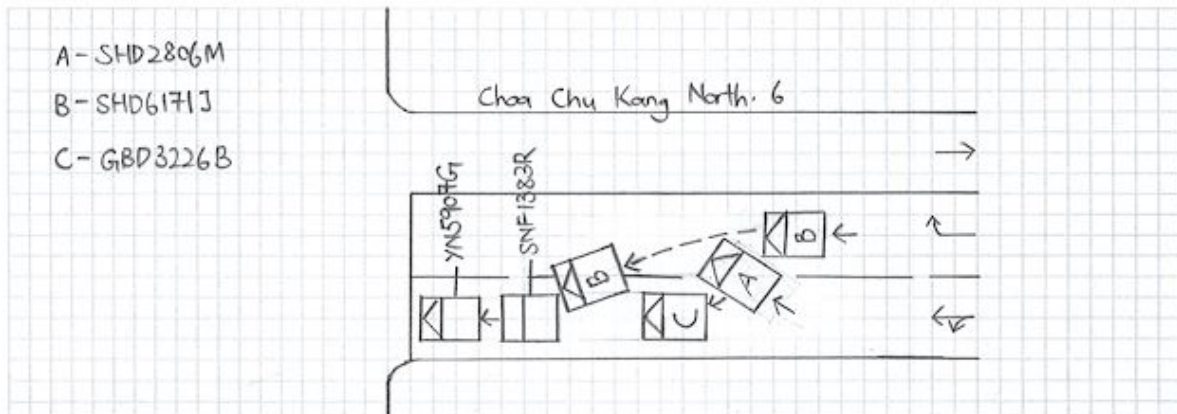 A - SHD2806M
B - SHD6171J
C - GBD3226B
Choa Chu Kang North. 6
YN5907G
SNF1383R
B
B
A
C